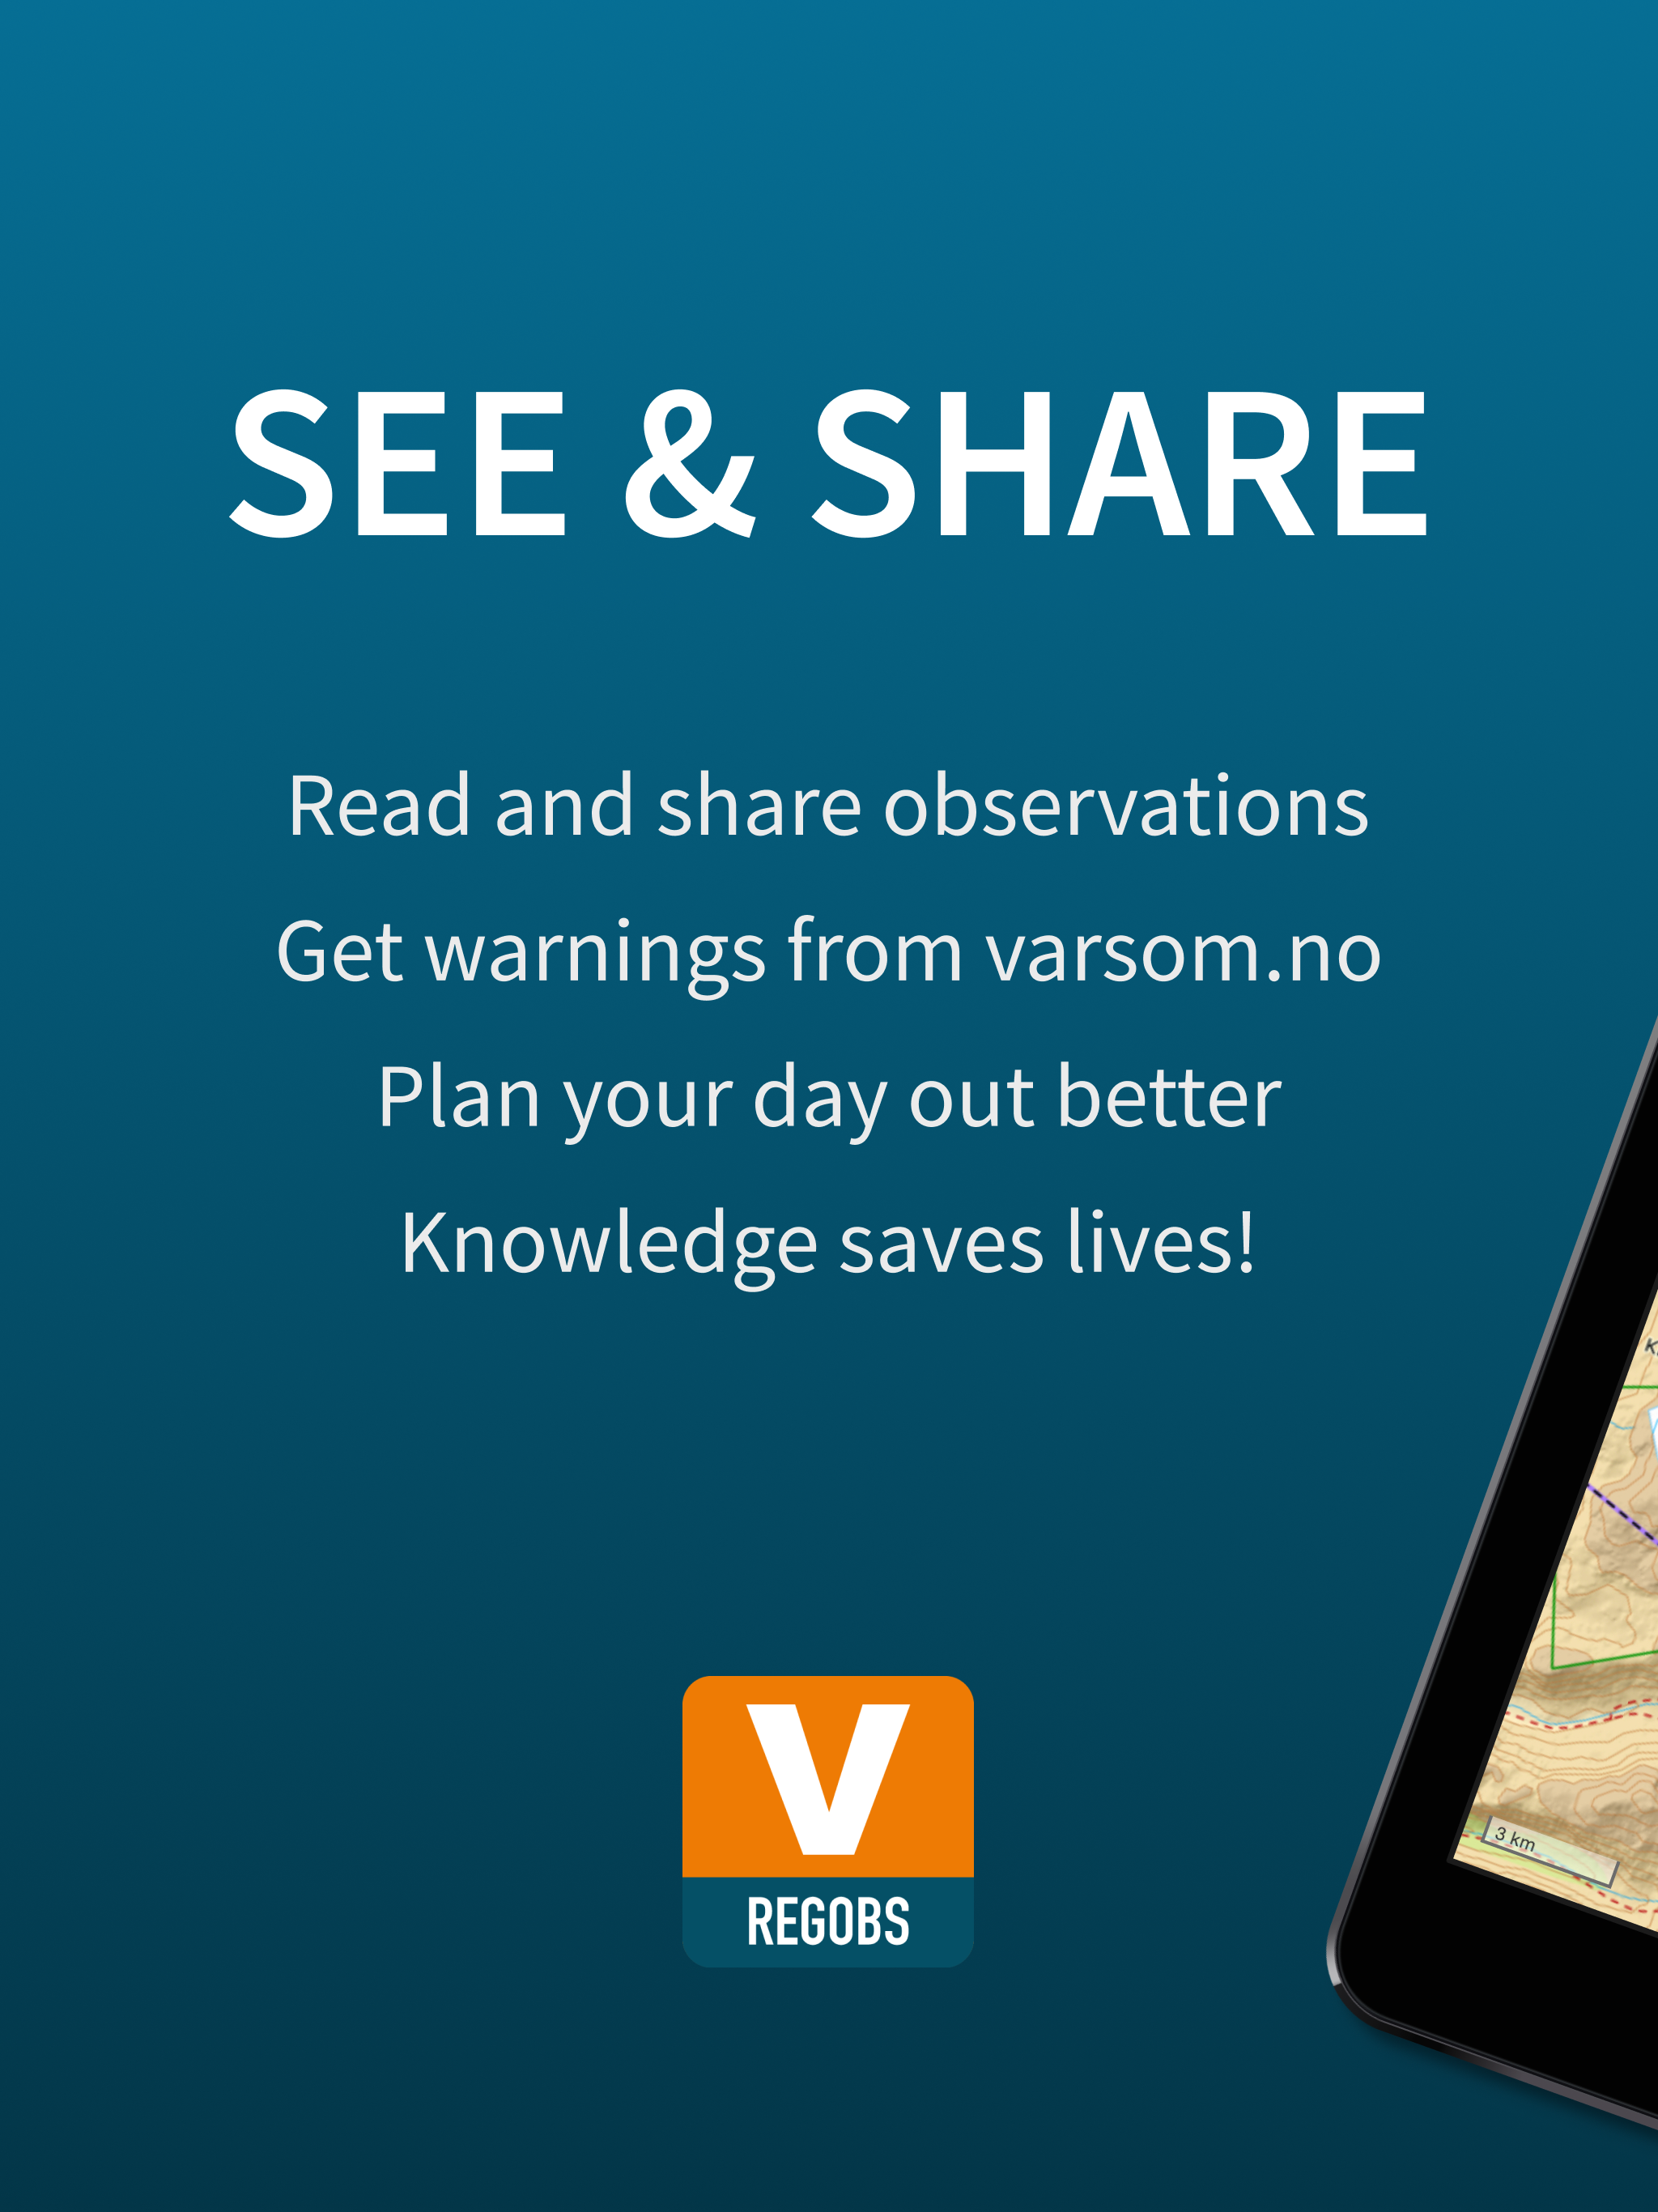 SEE & SHARE
Read and share observations
Get warnings from varsom.no
Plan your day out better
Knowledge saves lives!
V
REGOBS
3 km